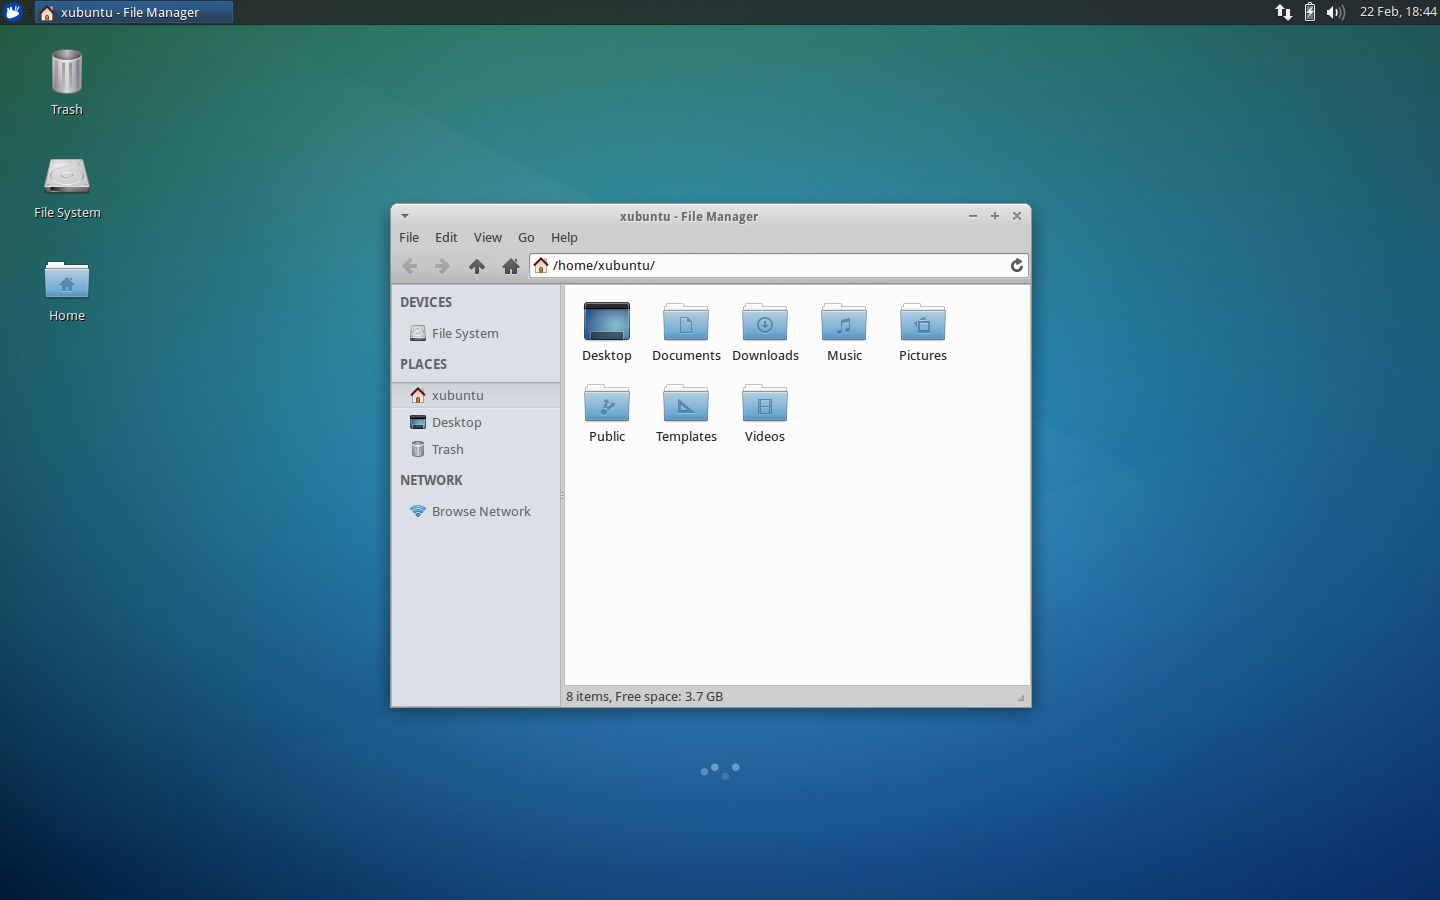 xubuntu - File Manager
22 Feb, 18:44
Trash
File System
Home
xubuntu - File Manager
File Edit View Go Help
/home/xubuntu/
DEVICES
File System
PLACES
xubuntu
Desktop
Trash
NETWORK
Browse Network
Desktop Documents Downloads Music Pictures
Public Templates Videos
8 items, Free space: 3.7 GB